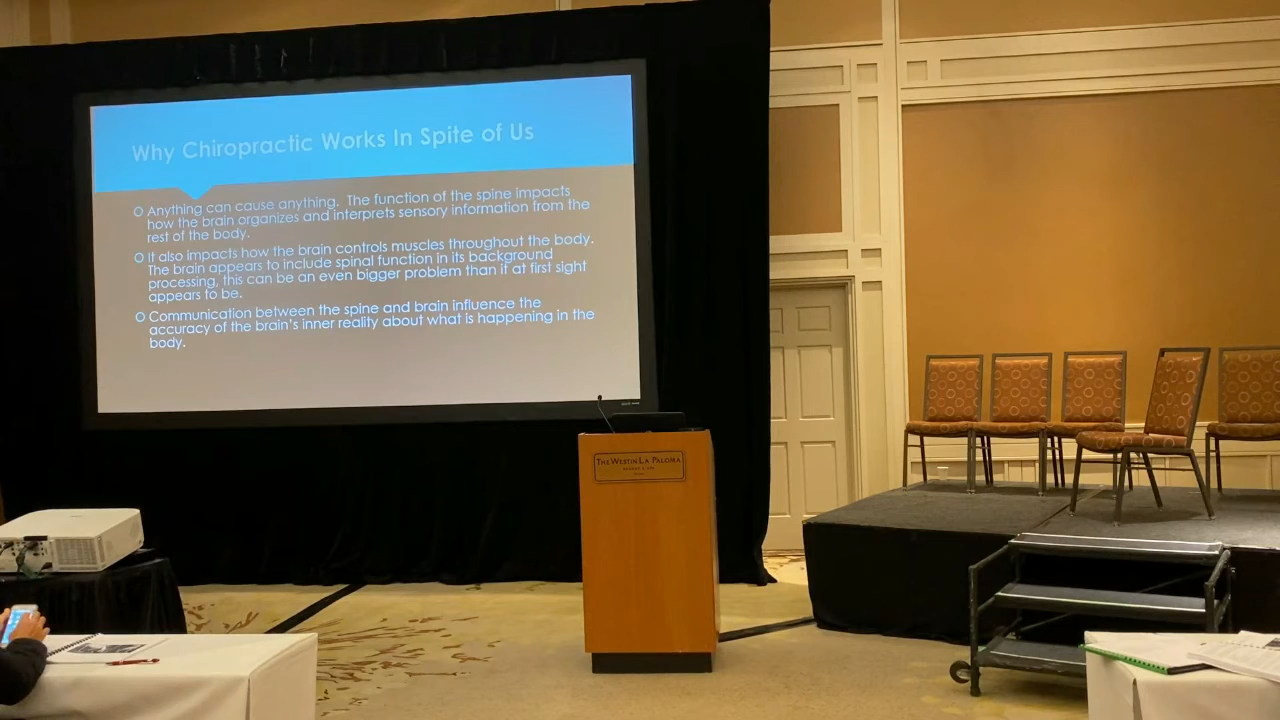 Why Chiropractic Works In Spite of Us
Anything can cause anything. The function of the spine impacts
how the brain organizes and interprets sensory information from the
rest of the body.
It also impacts how the brain controls muscles throughout the body.
The brain appears to include spinal function in its background
processing, this can be an even bigger problem than it at first sight
appears to be.
Communication between the spine and brain influence the
accuracy of the brain's inner reality about what is happening in the
body.
The Westin La Paloma